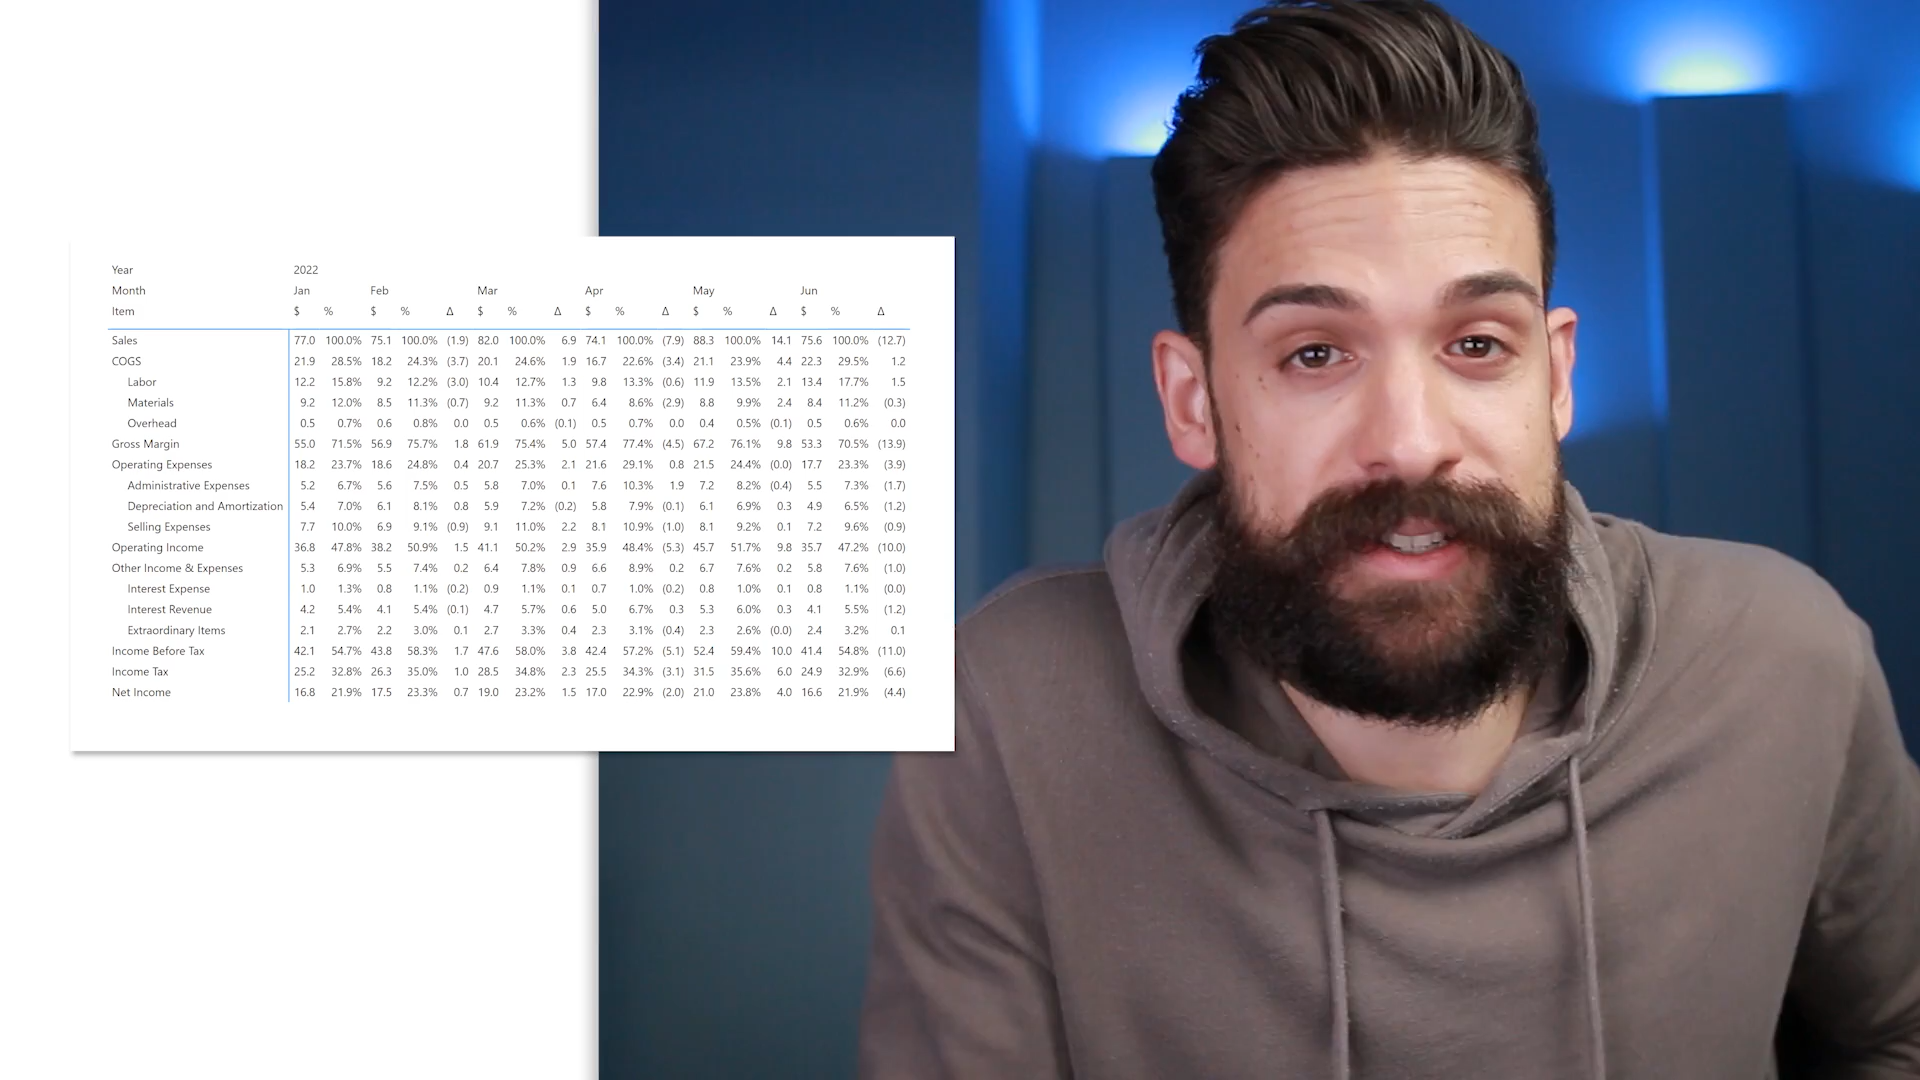 Year 2022
Month Jan Feb Mar Apr May Jun
Item $ % $ % Δ $ % Δ $ % Δ $ % Δ $ % Δ
Sales 77.0 100.0% 75.1 100.0% (1.9) 82.0 100.0% 6.9 74.1 100.0% (7.9) 88.3 100.0% 14.1 75.6 100.0% (12.7)
COGS 21.9 28.5% 18.2 24.3% (3.7) 20.1 24.6% 1.9 16.7 22.6% (3.4) 21.1 23.9% 4.4 22.3 29.5% 1.2
Labor 12.2 15.8% 9.2 12.2% (3.0) 10.4 12.7% 1.3 9.8 13.3% (0.6) 11.9 13.5% 2.1 13.4 17.7% 1.5
Materials 9.2 12.0% 8.5 11.3% (0.7) 9.2 11.3% 0.7 6.4 8.6% (2.9) 8.8 9.9% 2.4 8.4 11.2% (0.3)
Overhead 0.5 0.7% 0.6 0.8% 0.0 0.5 0.6% (0.1) 0.5 0.7% 0.0 0.4 0.5% (0.1) 0.5 0.6% 0.0
Gross Margin 55.0 71.5% 56.9 75.7% 1.8 61.9 75.4% 5.0 57.4 77.4% (4.5) 67.2 76.1% 9.8 53.3 70.5% (13.9)
Operating Expenses 18.2 23.7% 18.6 24.8% 0.4 20.7 25.3% 2.1 21.6 29.1% 0.8 21.5 24.4% (0.0) 17.7 23.3% (3.9)
Administrative Expenses 5.2 6.7% 5.6 7.5% 0.5 5.8 7.0% 0.1 7.6 10.3% 1.9 7.2 8.2% (0.4) 5.5 7.3% (1.7)
Depreciation and Amortization 5.4 7.0% 6.1 8.1% 0.8 5.9 7.2% (0.2) 5.8 7.9% (0.1) 6.1 6.9% 0.3 4.9 6.5% (1.2)
Selling Expenses 7.7 10.0% 6.9 9.1% (0.9) 9.1 11.0% 2.2 8.1 10.9% (1.0) 8.1 9.2% 0.1 7.2 9.6% (0.9)
Operating Income 36.8 47.8% 38.2 50.9% 1.5 41.1 50.2% 2.9 35.9 48.4% (5.3) 45.7 51.7% 9.8 35.7 47.2% (10.0)
Other Income & Expenses 5.3 6.9% 5.5 7.4% 0.2 6.4 7.8% 0.9 6.6 8.9% 0.2 6.7 7.6% 0.2 5.8 7.6% (1.0)
Interest Expense 1.0 1.3% 0.8 1.1% (0.2) 0.9 1.1% 0.1 0.7 1.0% (0.2) 0.8 1.0% 0.1 0.8 1.1% (0.0)
Interest Revenue 4.2 5.4% 4.1 5.4% (0.1) 4.7 5.7% 0.6 5.0 6.7% 0.3 5.3 6.0% 0.3 4.1 5.5% (1.2)
Extraordinary Items 2.1 2.7% 2.2 3.0% 0.1 2.7 3.3% 0.4 2.3 3.1% (0.4) 2.3 2.6% (0.0) 2.4 3.2% 0.1
Income Before Tax 42.1 54.7% 43.8 58.3% 1.7 47.6 58.0% 3.8 42.4 57.2% (5.1) 52.4 59.4% 10.0 41.4 54.8% (11.0)
Income Tax 25.2 32.8% 26.3 35.0% 1.0 28.5 34.8% 2.3 25.5 34.3% (3.1) 31.5 35.6% 6.0 24.9 32.9% (6.6)
Net Income 16.8 21.9% 17.5 23.3% 0.7 19.0 23.2% 1.5 17.0 22.9% (2.0) 21.0 23.8% 4.0 16.6 21.9% (4.4)